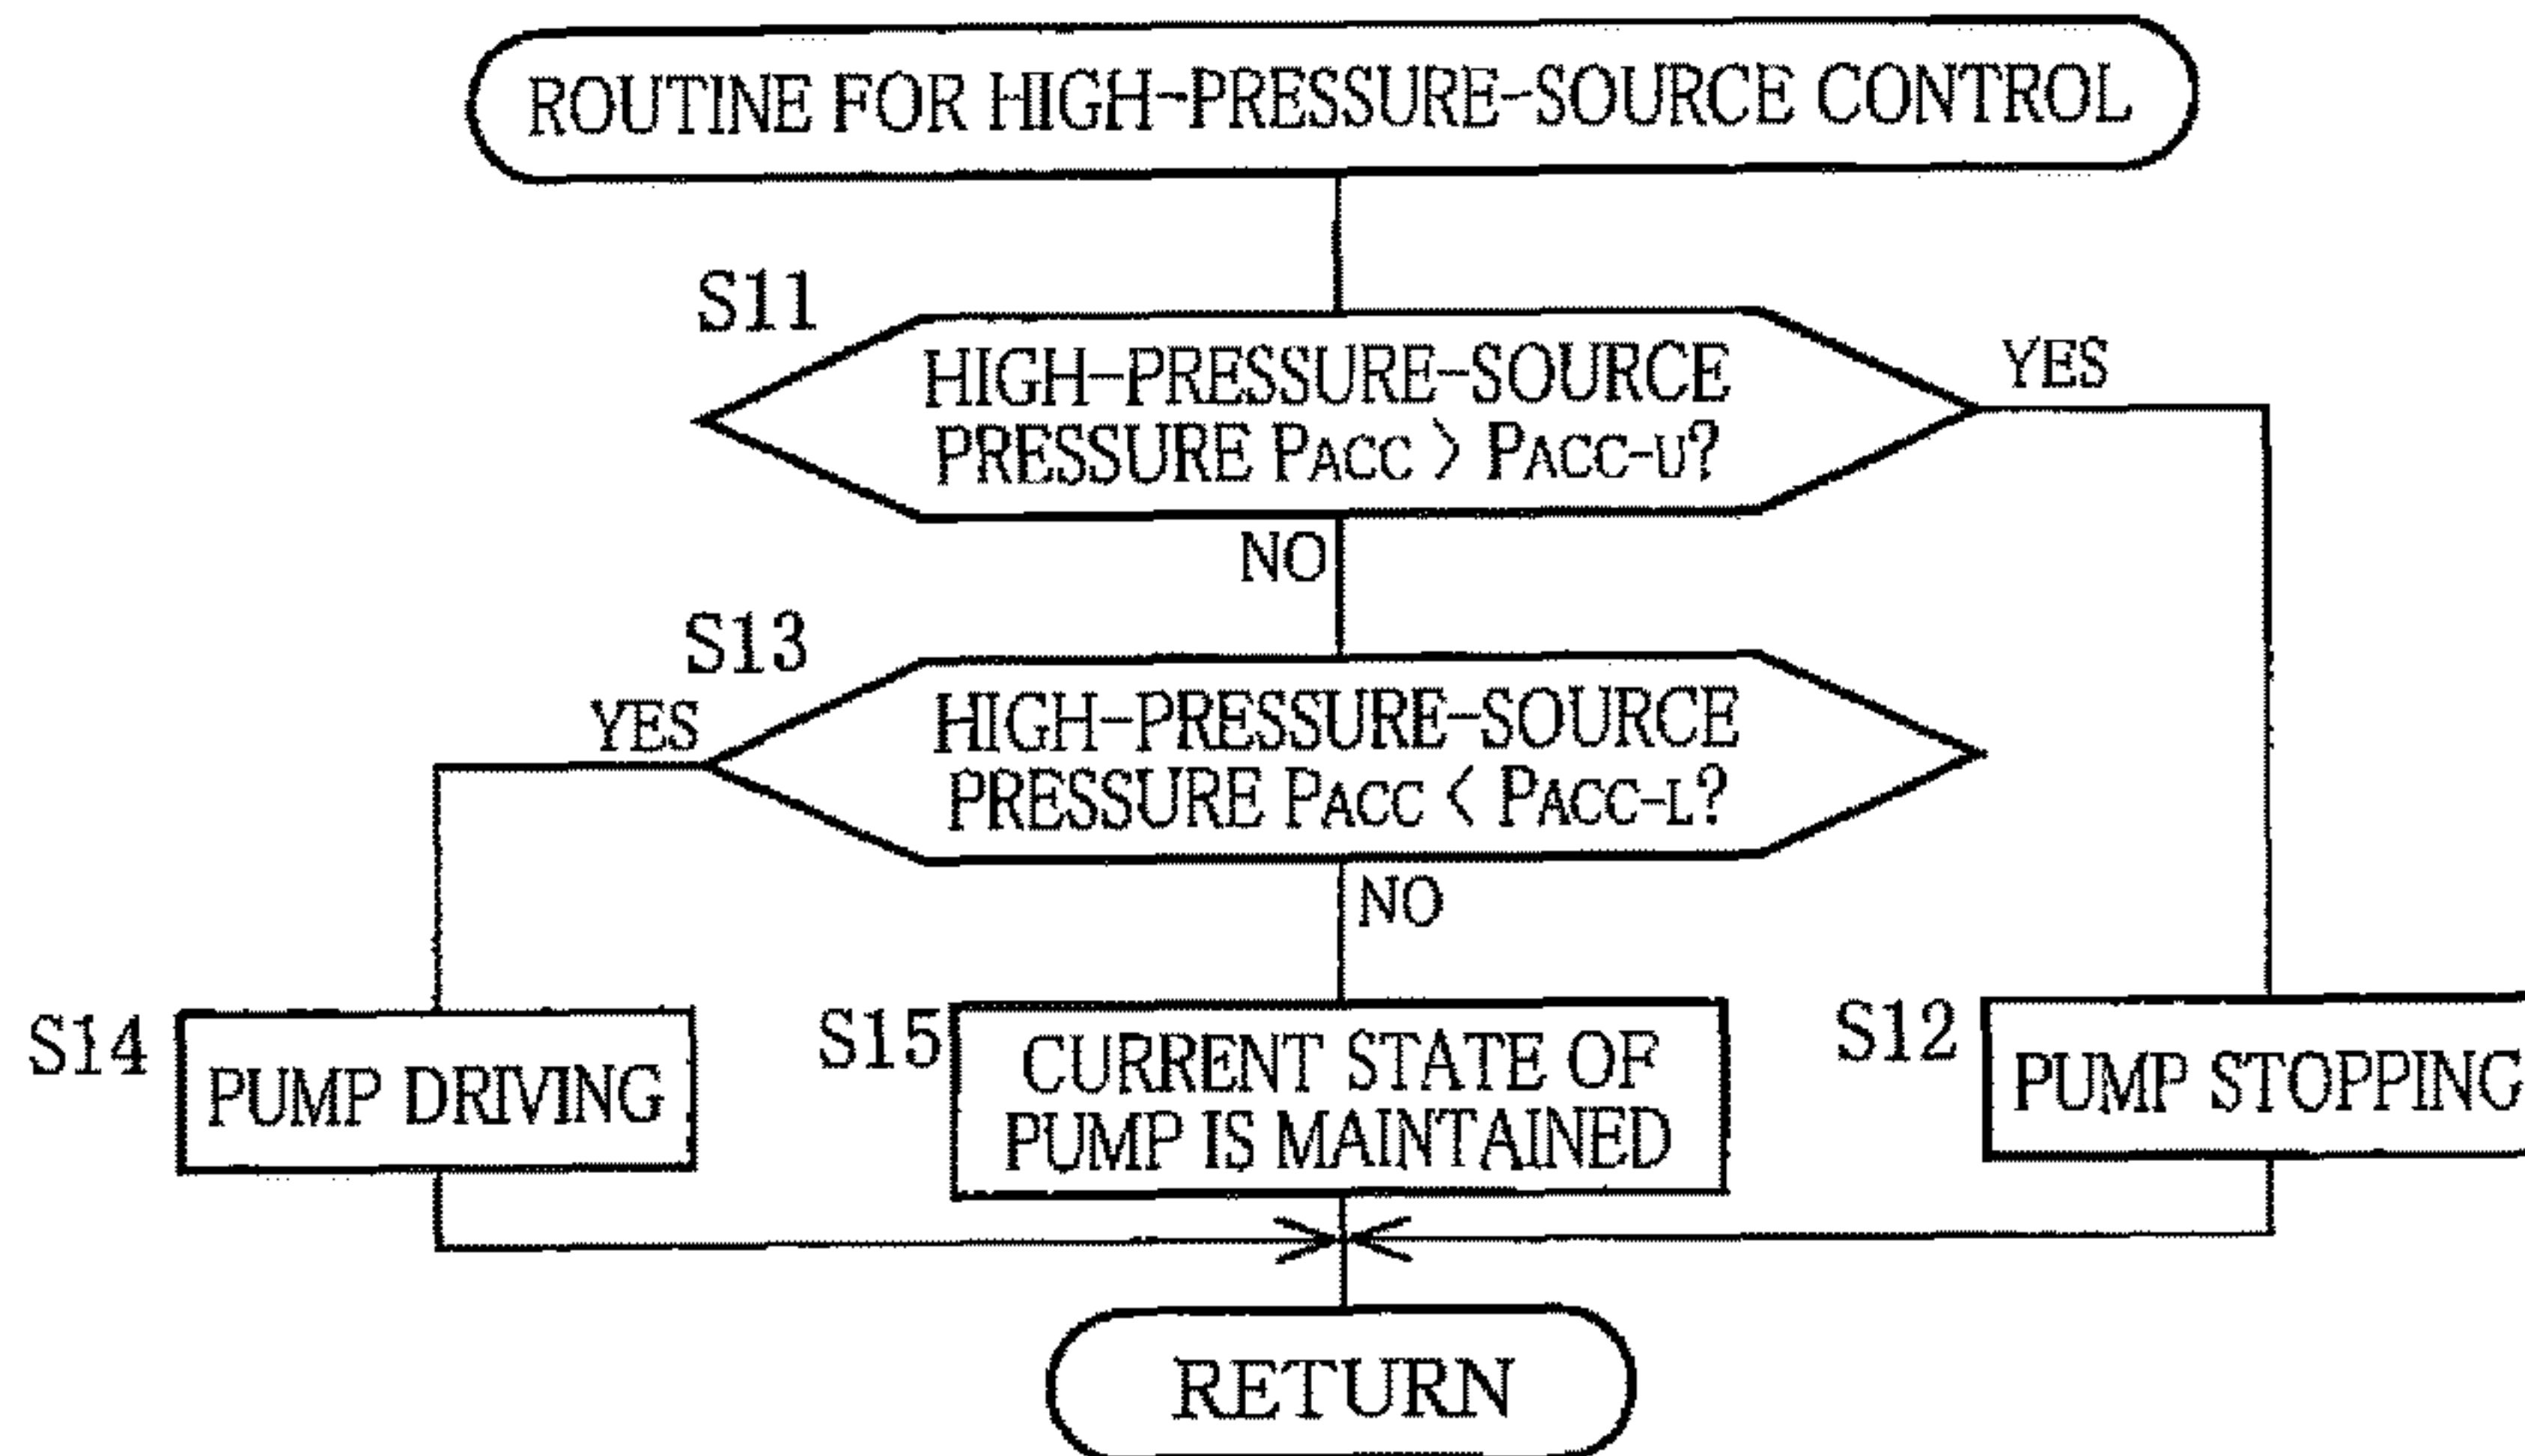 ROUTINE FOR HIGH-PRESSURE-SOURCE CONTROL
S11
HIGH-PRESSURE-SOURCE
PRESSURE PACC > PACC-U?
YES
NO
S13
HIGH-PRESSURE-SOURCE
PRESSURE PACC < PACC-L?
YES
NO
S14
PUMP DRIVING
S15
CURRENT STATE OF
PUMP IS MAINTAINED
S12
PUMP STOPPING
RETURN